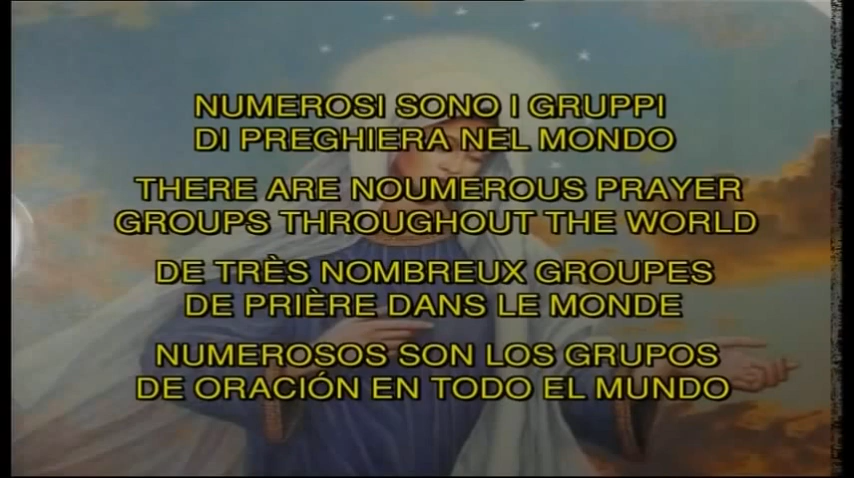 NUMEROSI SONO I GRUPPI
DI PREGHIERA NEL MONDO
THERE ARE NOUMEROUS PRAYER
GROUPS THROUGHOUT THE WORLD
DE TRÈS NOMBREUX GROUPES
DE PRIÈRE DANS LE MONDE
NUMEROSOS SON LOS GRUPOS
DE ORACIÓN EN TODO EL MUNDO